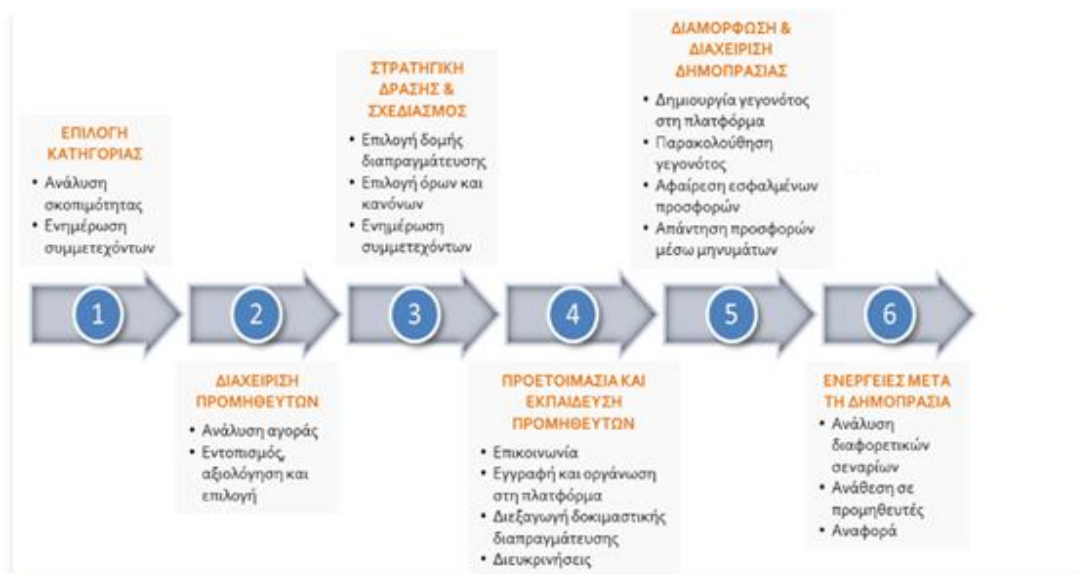 ΕΠΙΛΟΓΗ
ΚΑΤΗΓΟΡΙΑΣ
• Ανάλυση
σκοπιμότητας
• Ενημέρωση
συμμετεχόντων
1
2
ΔΙΑΧΕΙΡΙΣΗ
ΠΡΟΜΗΘΕΥΤΩΝ
• Ανάλυση αγοράς
• Εντοπισμός,
αξιολόγηση και
επιλογή
ΣΤΡΑΤΗΓΙΚΗ
ΔΡΑΣΗΣ &
ΣΧΕΔΙΑΣΜΟΣ
• Επιλογή δομής
διαπραγμάτευσης
• Επιλογή όρων και
κανόνων
• Ενημέρωση
συμμετεχόντων
3
4
ΠΡΟΕΤΟΙΜΑΣΙΑ ΚΑΙ
ΕΚΠΑΙΔΕΥΣΗ
ΠΡΟΜΗΘΕΥΤΩΝ
• Επικοινωνία
• Εγγραφή και οργάνωση
στη πλατφόρμα
• Διεξαγωγή δοκιμαστικής
διαπραγμάτευσης
• Διευκρινήσεις
ΔΙΑΜΟΡΦΩΣΗ &
ΔΙΑΧΕΙΡΙΣΗ
ΔΗΜΟΠΡΑΣΙΑΣ
• Δημιουργία γεγονότος
στη πλατφόρμα
• Παρακολούθηση
γεγονότος
• Αφαίρεση εσφαλμένων
προσφορών
• Απάντηση προσφορών
μέσω μηνυμάτων
5
6
ΕΝΕΡΓΕΙΕΣ ΜΕΤΑ
ΤΗ ΔΗΜΟΠΡΑΣΙΑ
• Ανάλυση
διαφορετικών
σεναρίων
• Ανάθεση σε
προμηθευτές
• Αναφορά